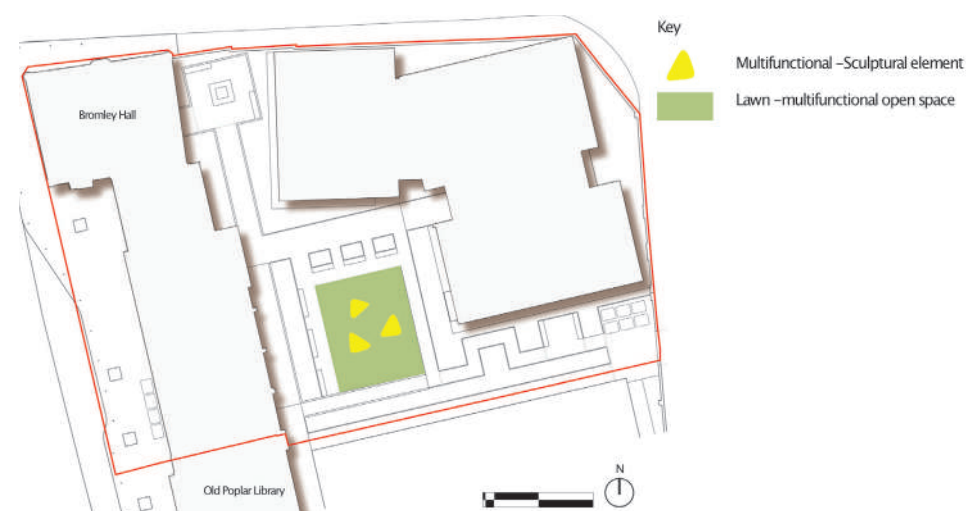 Key
Multifunctional –Sculptural element
Lawn –multifunctional open space
Bromley Hall
Old Poplar Library
N